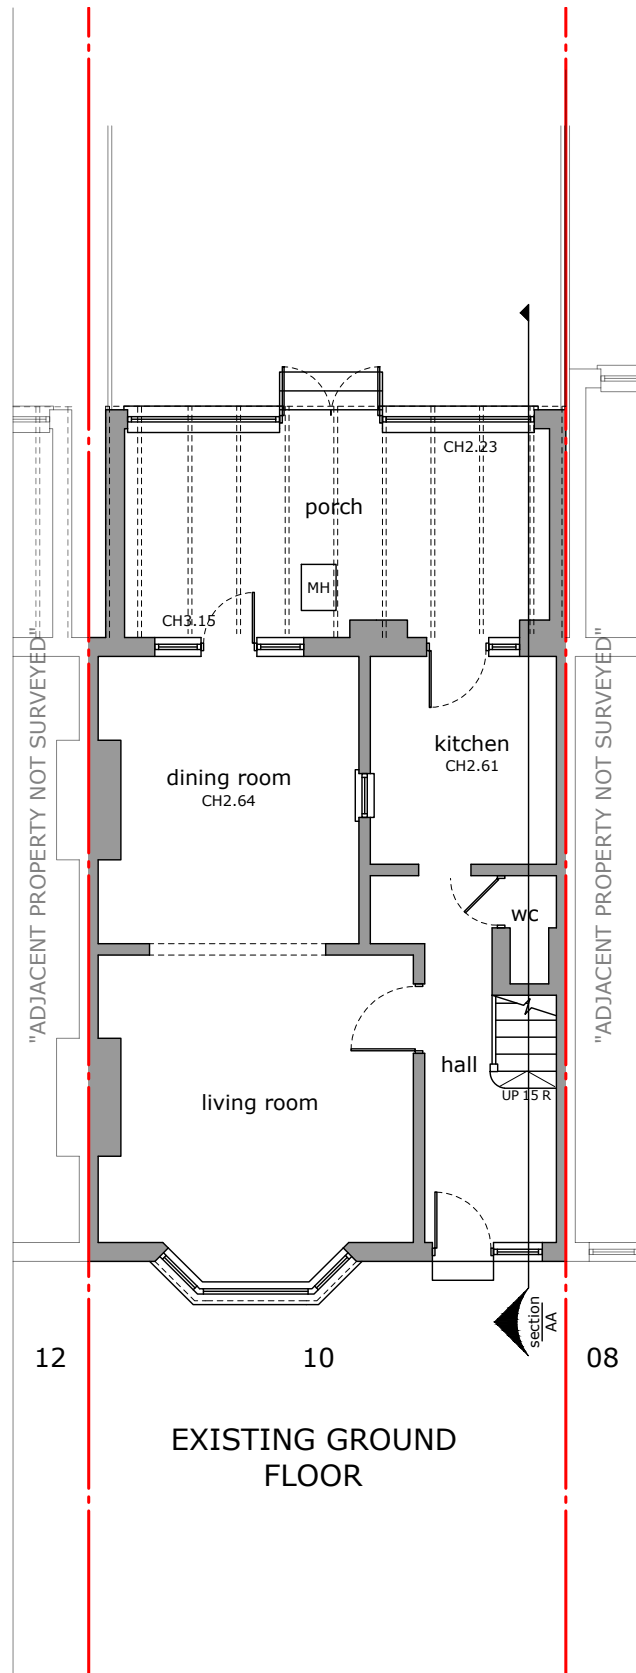 CH2.23
porch
MH
CH3.15
"ADJACENT PROPERTY NOT SURVEYED"
"ADJACENT PROPERTY NOT SURVEYED"
kitchen
CH2.61
dining room
CH2.64
WC
hall
UP 15 R
living room
section
AA
12
10
08
EXISTING GROUND
FLOOR